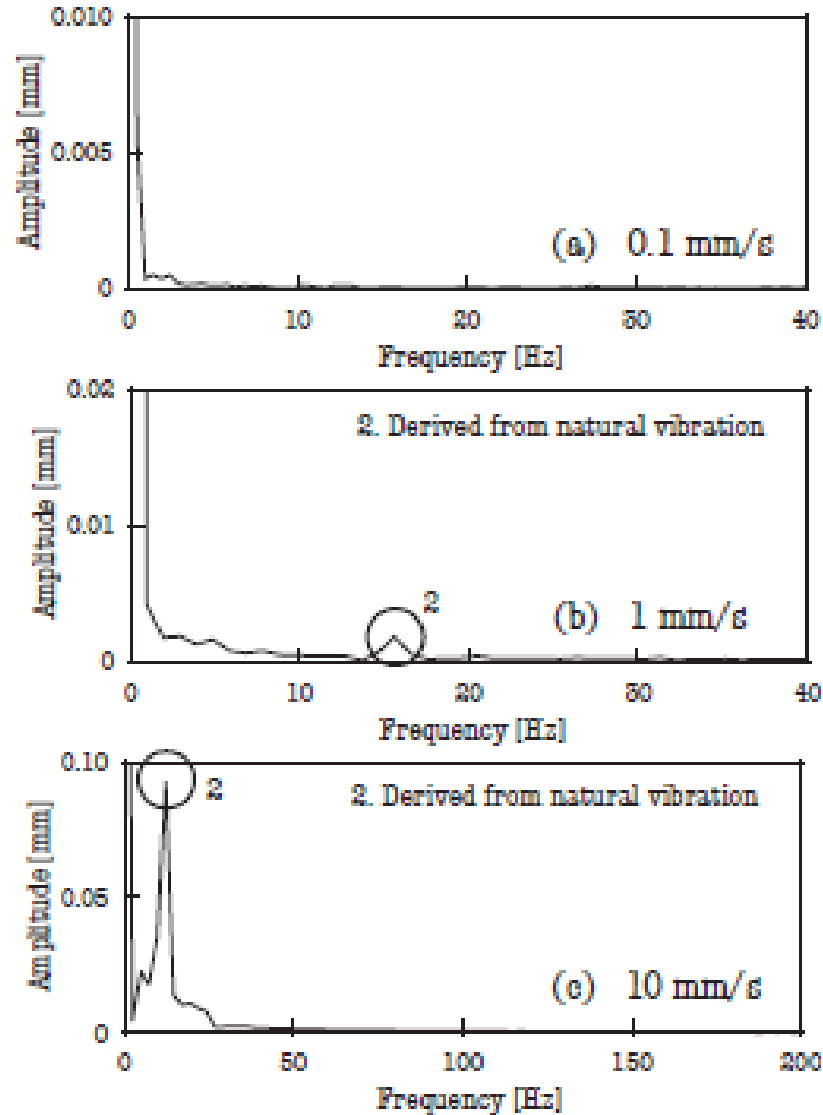 0.010
0.005
0
Amplitude [mm]
(a) 0.1 mm/s
0 10 20 30 40
Frequency [Hz]
0.02
0.01
0
Amplitude [mm]
2. Derived from natural vibration
2
(b) 1 mm/s
0 10 20 30 40
Frequency [Hz]
0.10
0.05
0
Amplitude [mm]
2
2. Derived from natural vibration
(c) 10 mm/s
0 50 100 150 200
Frequency [Hz]